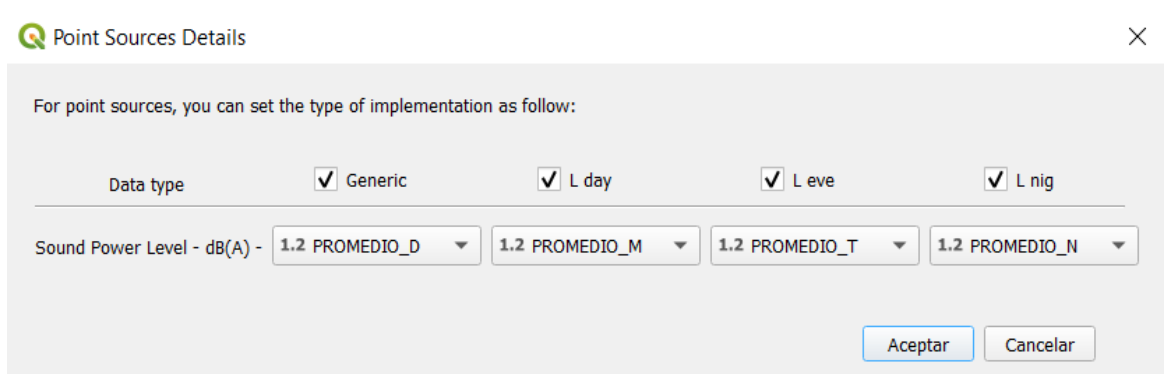 Point Sources Details
For point sources, you can set the type of implementation as follow:
Data type Generic L day L eve L nig
Sound Power Level - dB(A) - 1.2 PROMEDIO_D 1.2 PROMEDIO_M 1.2 PROMEDIO_T 1.2 PROMEDIO_N
Aceptar Cancelar